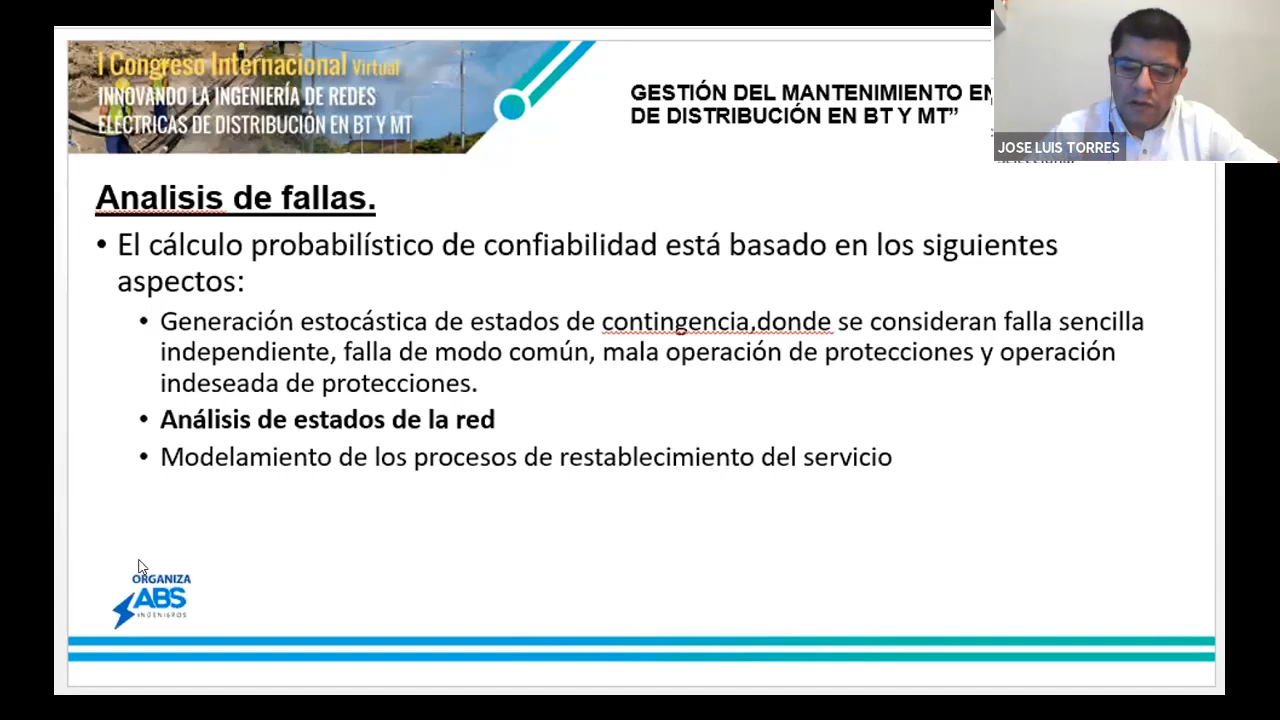 I Congreso Internacional Virtual
INNOVANDO LA INGENIERÍA DE REDES
ELÉCTRICAS DE DISTRIBUCIÓN EN BT Y MT
GESTIÓN DEL MANTENIMIENTO EN
DE DISTRIBUCIÓN EN BT Y MT”
JOSE LUIS TORRES
Analisis de fallas.
• El cálculo probabilístico de confiabilidad está basado en los siguientes
aspectos:
• Generación estocástica de estados de contingencia,donde se consideran falla sencilla
independiente, falla de modo común, mala operación de protecciones y operación
indeseada de protecciones.
• Análisis de estados de la red
• Modelamiento de los procesos de restablecimiento del servicio
ORGANIZA
ABS
INGENIEROS